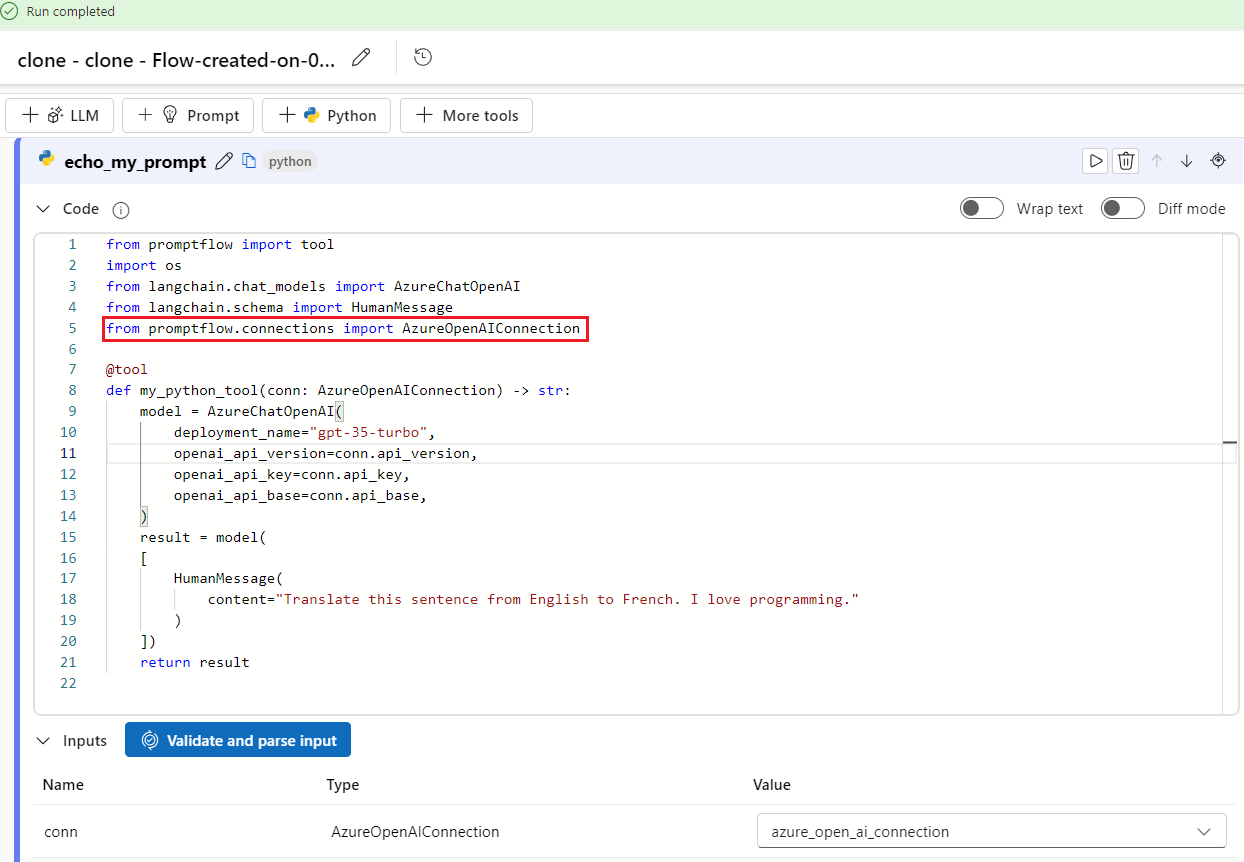 Run completed
clone - clone - Flow-created-on-0...
LLM Prompt Python More tools
echo_my_prompt python
Code Wrap text Diff mode
1 from promptflow import tool
2 import os
3 from langchain.chat_models import AzureChatOpenAI
4 from langchain.schema import HumanMessage
5 from promptflow.connections import AzureOpenAIConnection
6
7 @tool
8 def my_python_tool(conn: AzureOpenAIConnection) -> str:
9     model = AzureChatOpenAI(
10         deployment_name="gpt-35-turbo",
11         openai_api_version=conn.api_version,
12         openai_api_key=conn.api_key,
13         openai_api_base=conn.api_base,
14     )
15     result = model(
16     [
17         HumanMessage(
18             content="Translate this sentence from English to French. I love programming."
19         )
20     ])
21     return result
22
Inputs Validate and parse input
Name Type Value
conn AzureOpenAIConnection azure_open_ai_connection